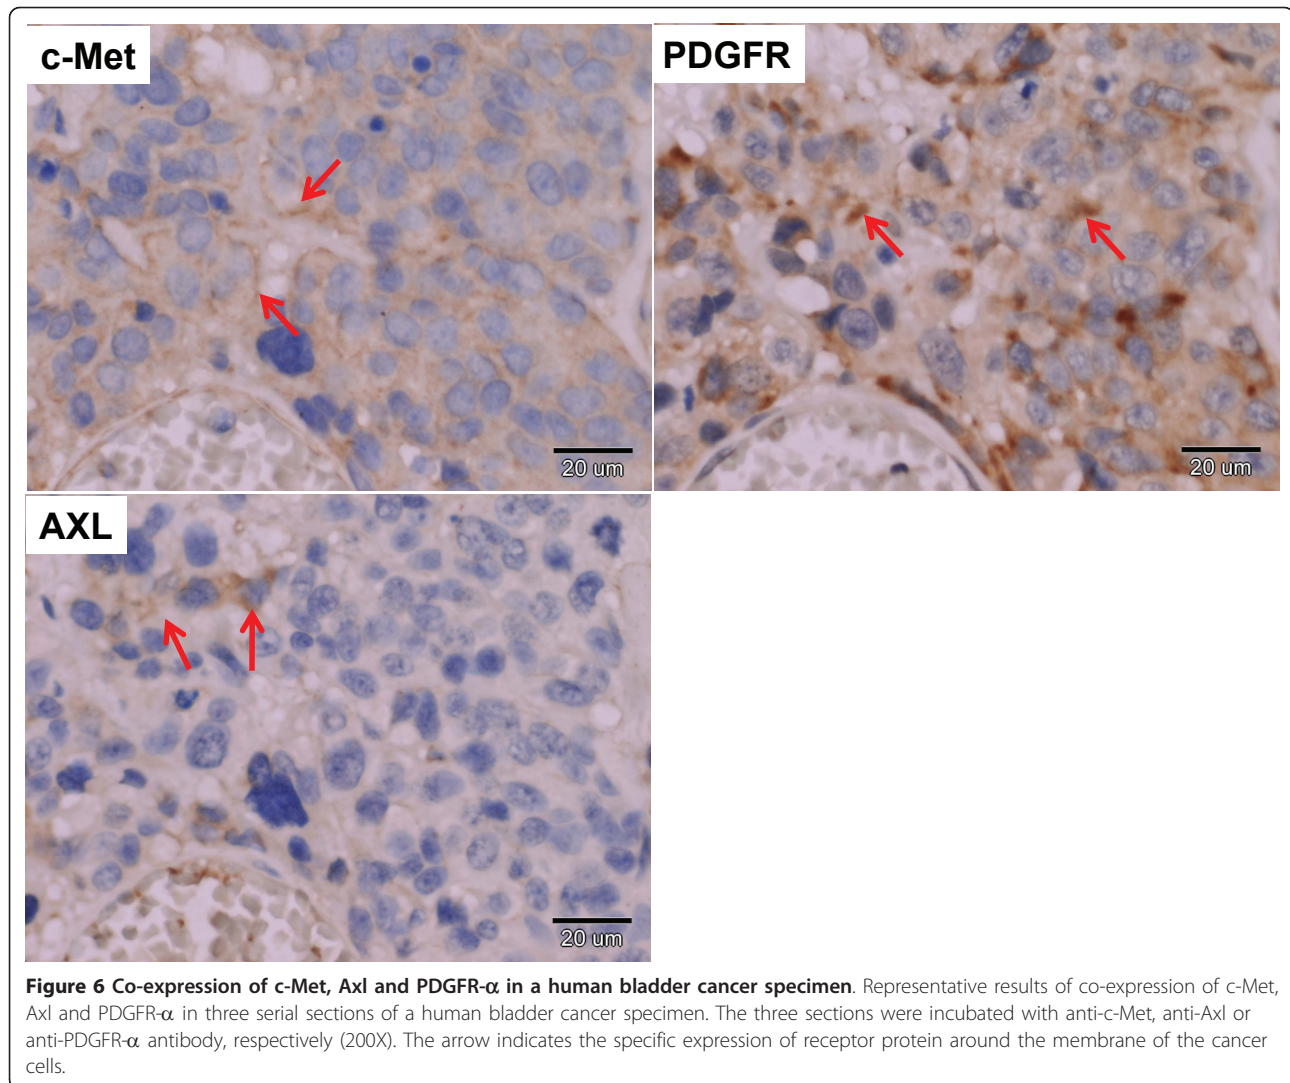 c-Met
PDGFR
20 um
20 um
AXL
20 um
Figure 6 Co-expression of c-Met, Axl and PDGFR-α in a human bladder cancer specimen. Representative results of co-expression of c-Met,
Axl and PDGFR-α in three serial sections of a human bladder cancer specimen. The three sections were incubated with anti-c-Met, anti-Axl or
anti-PDGFR-α antibody, respectively (200X). The arrow indicates the specific expression of receptor protein around the membrane of the cancer
cells.